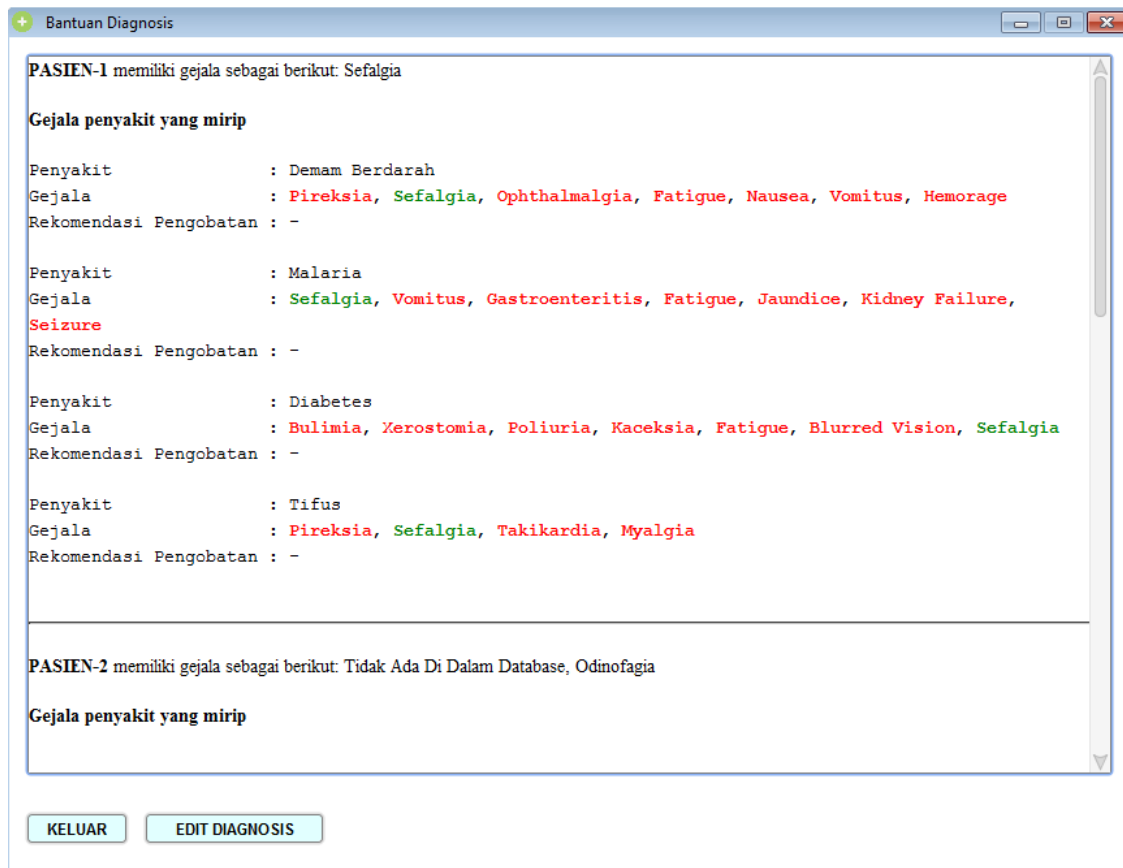 Bantuan Diagnosis
PASIEN-1 memiliki gejala sebagai berikut: Sefalgia
Gejala penyakit yang mirip
Penyakit : Demam Berdarah
Gejala : Pireksia, Sefalgia, Ophthalmalgia, Fatigue, Nausea, Vomitus, Hemorage
Rekomendasi Pengobatan : -
Penyakit : Malaria
Gejala : Sefalgia, Vomitus, Gastroenteritis, Fatigue, Jaundice, Kidney Failure,
Seizure
Rekomendasi Pengobatan : -
Penyakit : Diabetes
Gejala : Bulimia, Xerostomia, Poliuria, Kaceksia, Fatigue, Blurred Vision, Sefalgia
Rekomendasi Pengobatan : -
Penyakit : Tifus
Gejala : Pireksia, Sefalgia, Takikardia, Myalgia
Rekomendasi Pengobatan : -
PASIEN-2 memiliki gejala sebagai berikut: Tidak Ada Di Dalam Database, Odinofagia
Gejala penyakit yang mirip
KELUAR EDIT DIAGNOSIS